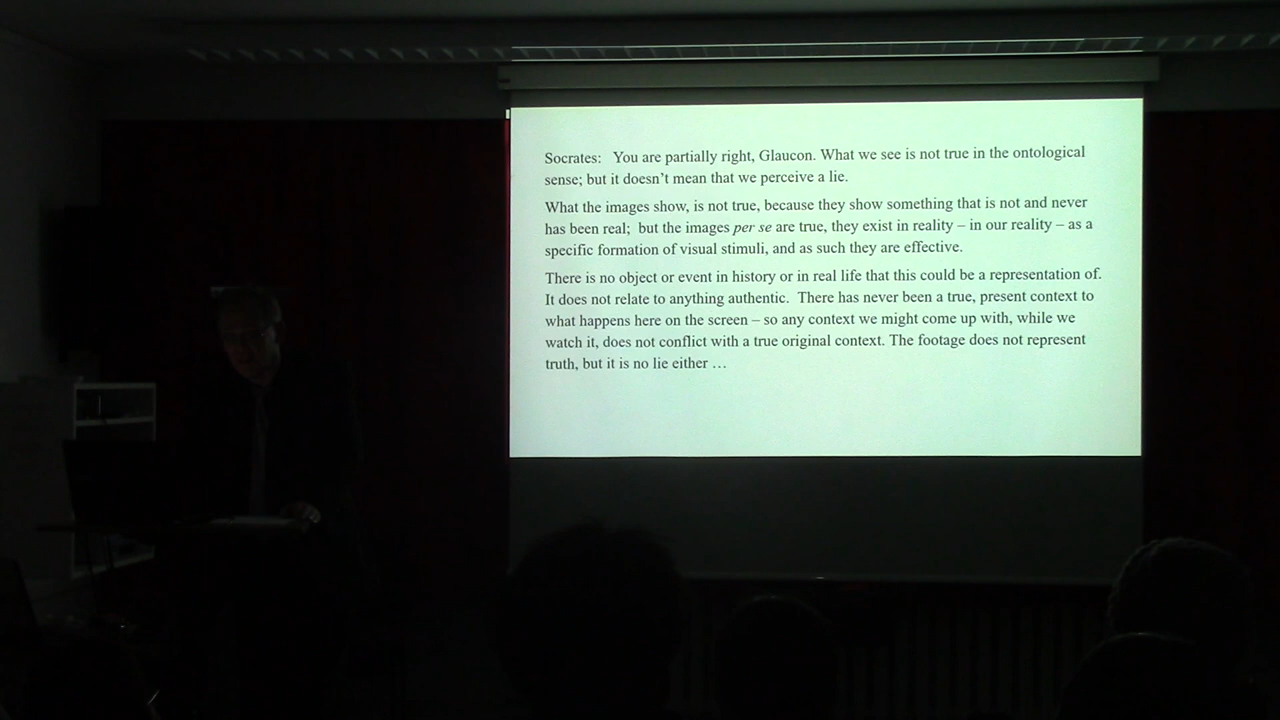 Socrates: You are partially right, Glaucon. What we see is not true in the ontological
sense; but it doesn’t mean that we perceive a lie.
What the images show, is not true, because they show something that is not and never
has been real; but the images per se are true, they exist in reality – in our reality – as a
specific formation of visual stimuli, and as such they are effective.
There is no object or event in history or in real life that this could be a representation of.
It does not relate to anything authentic. There has never been a true, present context to
what happens here on the screen – so any context we might come up with, while we
watch it, does not conflict with a true original context. The footage does not represent
truth, but it is no lie either …